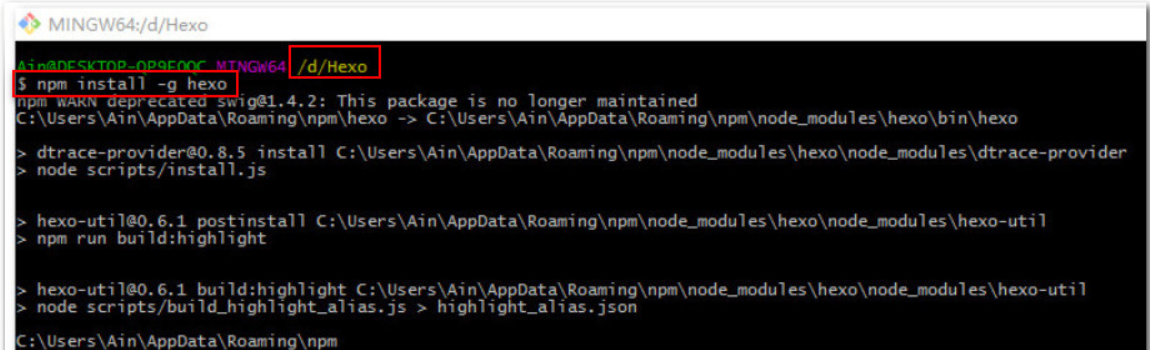 MINGW64:/d/Hexo
Ain@DESKTOP-QP9EOQC MINGW64 /d/Hexo
$ npm install -g hexo
npm WARN deprecated swig@1.4.2: This package is no longer maintained
C:\Users\Ain\AppData\Roaming\npm\hexo -> C:\Users\Ain\AppData\Roaming\npm\node_modules\hexo\bin\hexo
> dtrace-provider@0.8.5 install C:\Users\Ain\AppData\Roaming\npm\node_modules\hexo\node_modules\dtrace-provider
> node scripts/install.js
> hexo-util@0.6.1 postinstall C:\Users\Ain\AppData\Roaming\npm\node_modules\hexo\node_modules\hexo-util
> npm run build:highlight
> hexo-util@0.6.1 build:highlight C:\Users\Ain\AppData\Roaming\npm\node_modules\hexo\node_modules\hexo-util
> node scripts/build_highlight_alias.js > highlight_alias.json
C:\Users\Ain\AppData\Roaming\npm